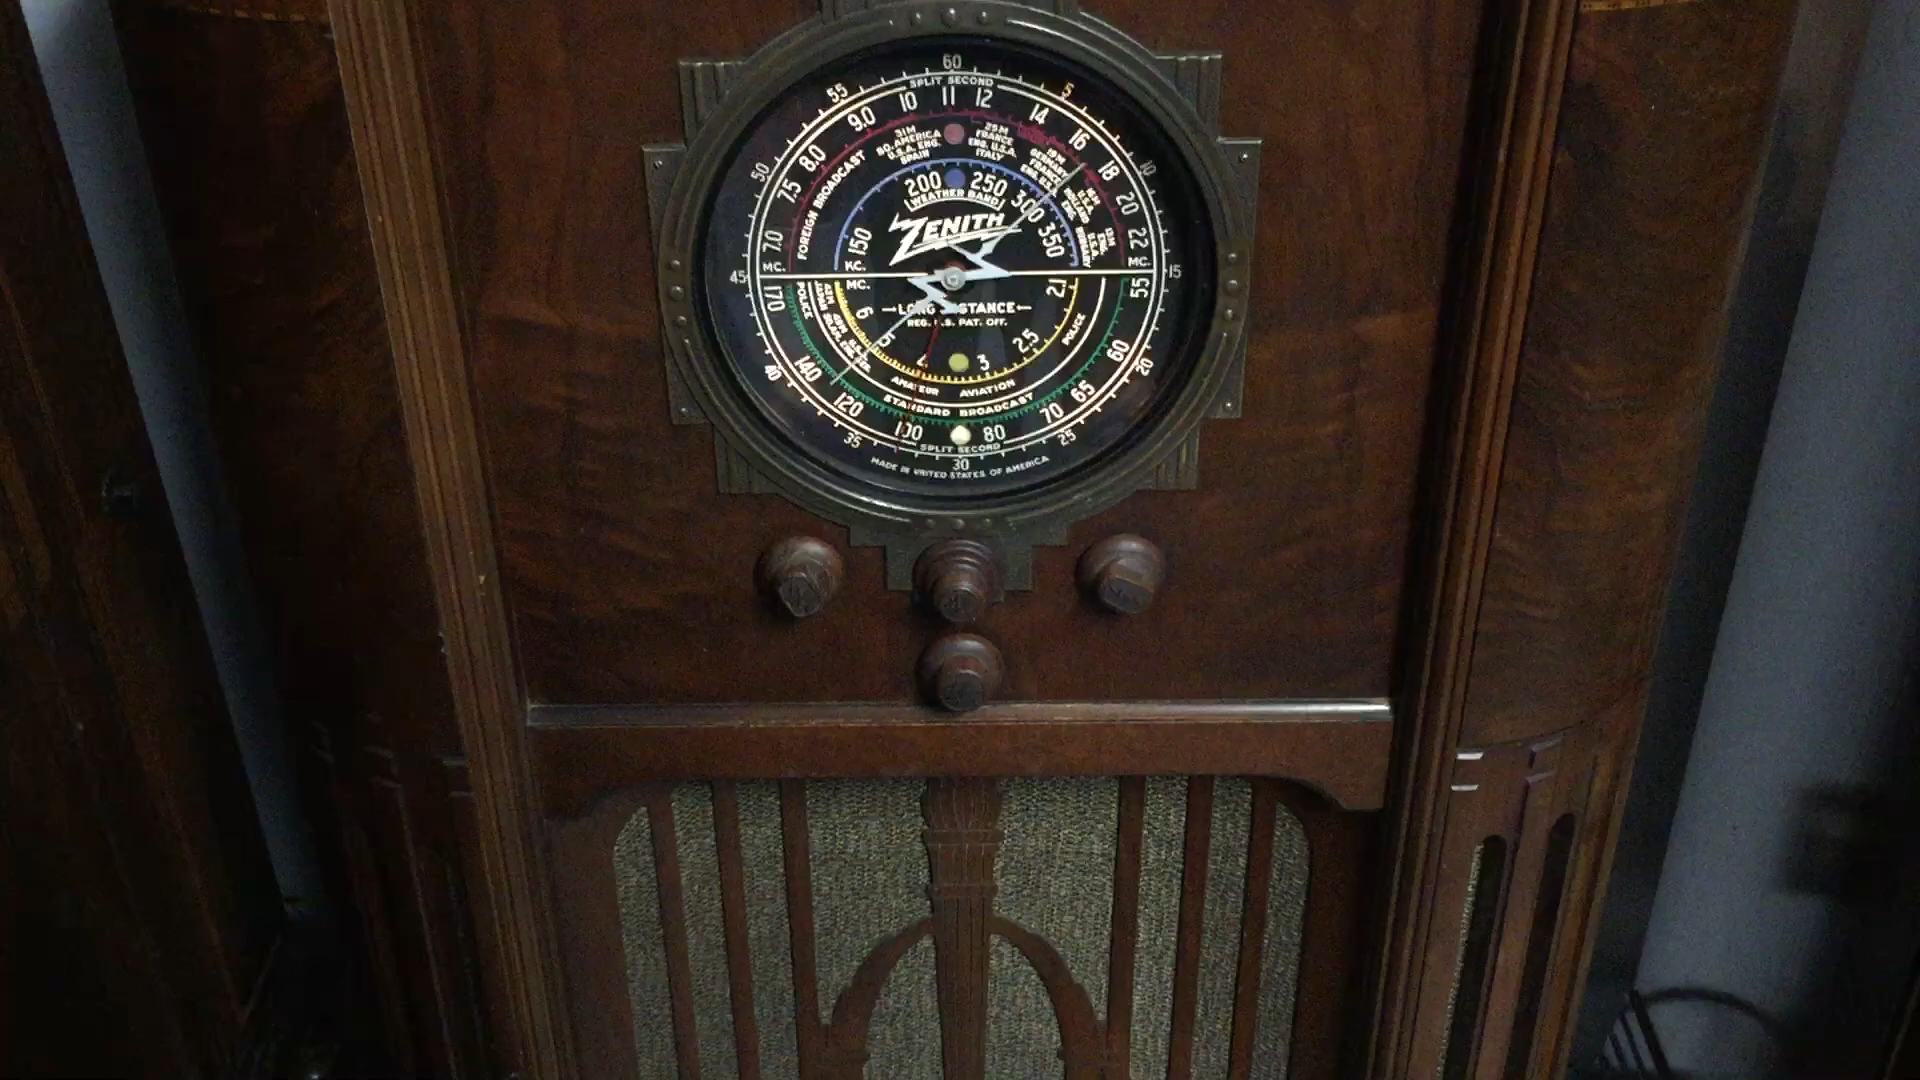 60
SPLIT SECOND
55 5
10 11 12
9.0 14
31M
SO. AMERICA
U.S.A. ENG.
SPAIN
25M
FRANCE
ENG. U.S.A.
ITALY
16
8.0 18
50 10
7.5 20
FOREIGN BROADCAST
19M
GERMANY
FRANCE
ENG. U.S.A.
200 250
WEATHER BAND
300
ZENITH
150 350
7.0 22
MC. KC. MC.
45 15
MC.
170 6 2.1 55
POLICE
LONG DISTANCE
REG. U.S. PAT. OFF.
POLICE
5 4 3 2.5
140 60
40 20
AMATEUR AVIATION
STANDARD BROADCAST
120 100 80 70 65
35 25
SPLIT SECOND
30
MADE IN UNITED STATES OF AMERICA